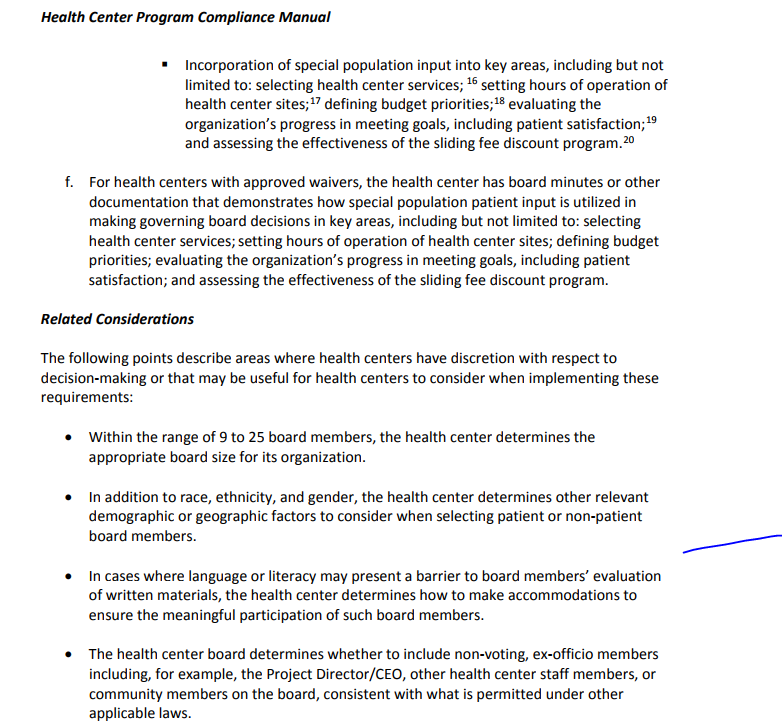 Health Center Program Compliance Manual
▪ Incorporation of special population input into key areas, including but not
limited to: selecting health center services; 16 setting hours of operation of
health center sites;17 defining budget priorities;18 evaluating the
organization’s progress in meeting goals, including patient satisfaction;19
and assessing the effectiveness of the sliding fee discount program.20
f. For health centers with approved waivers, the health center has board minutes or other
documentation that demonstrates how special population patient input is utilized in
making governing board decisions in key areas, including but not limited to: selecting
health center services; setting hours of operation of health center sites; defining budget
priorities; evaluating the organization’s progress in meeting goals, including patient
satisfaction; and assessing the effectiveness of the sliding fee discount program.
Related Considerations
The following points describe areas where health centers have discretion with respect to
decision-making or that may be useful for health centers to consider when implementing these
requirements:
• Within the range of 9 to 25 board members, the health center determines the
appropriate board size for its organization.
• In addition to race, ethnicity, and gender, the health center determines other relevant
demographic or geographic factors to consider when selecting patient or non-patient
board members.
• In cases where language or literacy may present a barrier to board members’ evaluation
of written materials, the health center determines how to make accommodations to
ensure the meaningful participation of such board members.
• The health center board determines whether to include non-voting, ex-officio members
including, for example, the Project Director/CEO, other health center staff members, or
community members on the board, consistent with what is permitted under other
applicable laws.